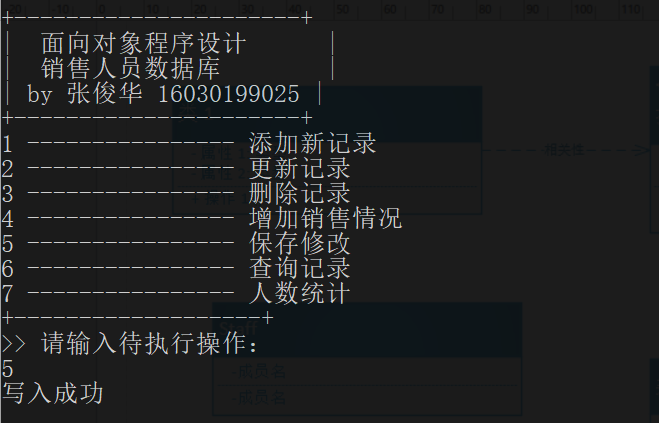 +----------------------+
|  面向对象程序设计      |
|  销售人员数据库        |
| by 张俊华 16030199025 |
+----------------------+
1 ---------------- 添加新记录
2 ---------------- 更新记录
3 ---------------- 删除记录
4 ---------------- 增加销售情况
5 ---------------- 保存修改
6 ---------------- 查询记录
7 ---------------- 人数统计
+-------------------+
>> 请输入待执行操作:
5
写入成功